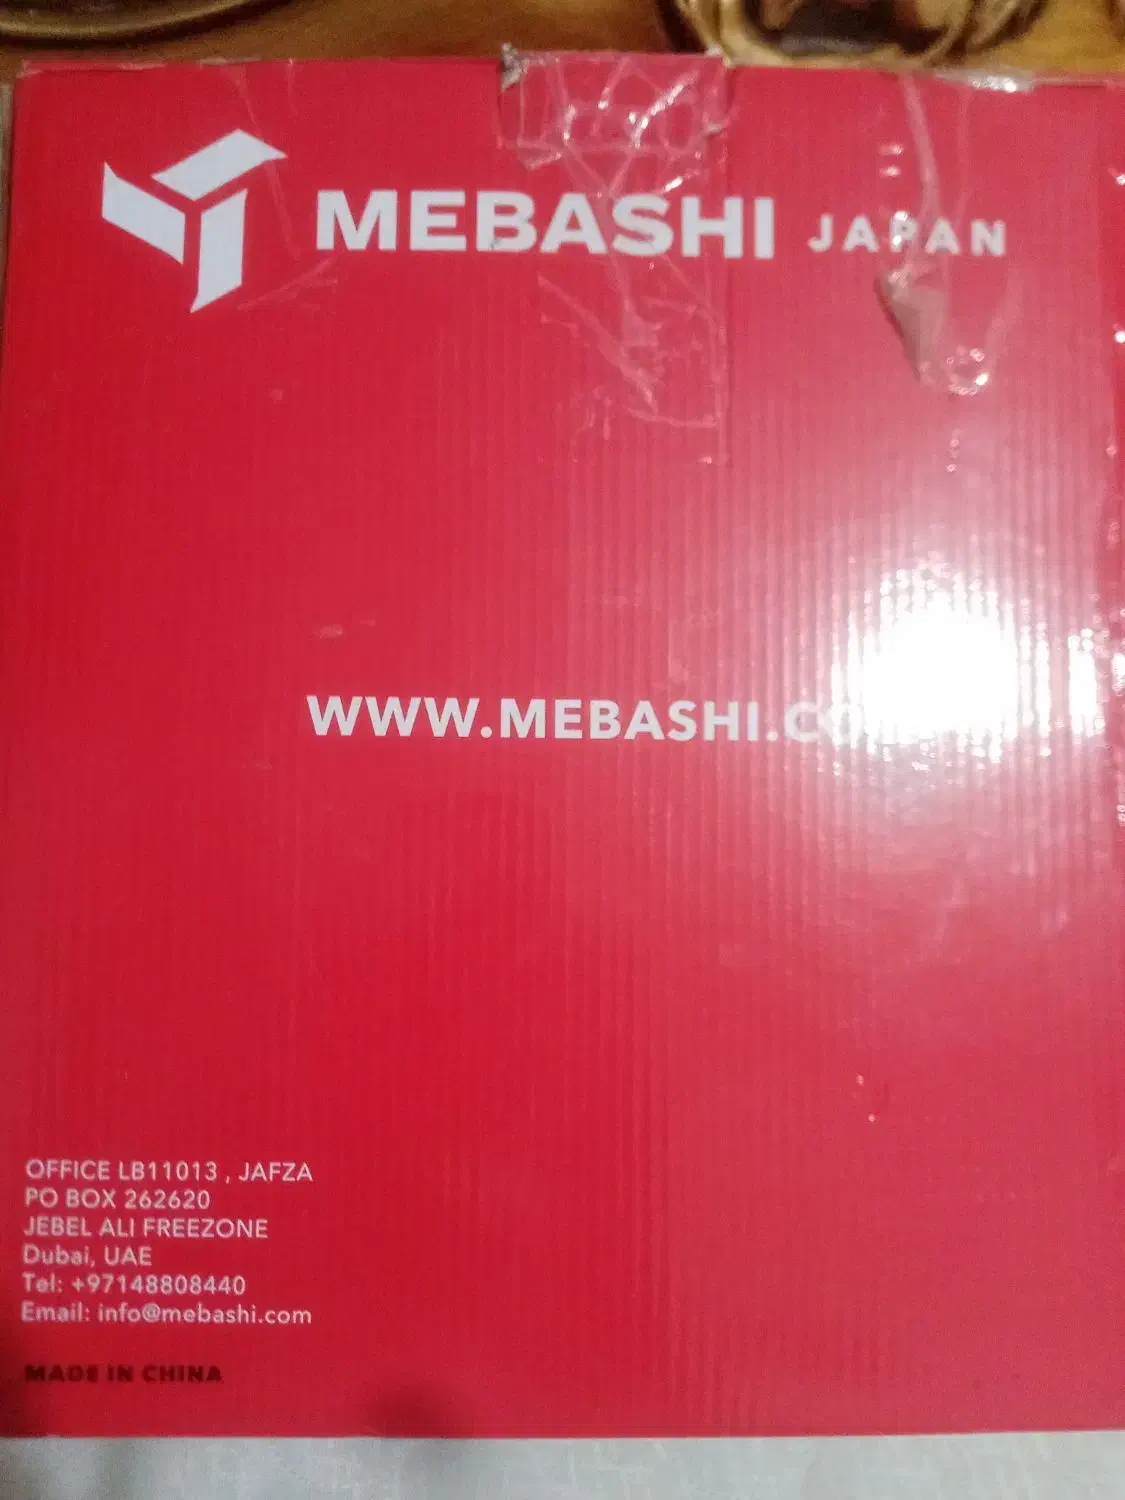 MEBASHI JAPAN
WWW.MEBASHI.CO
OFFICE LB11013 , JAFZA
PO BOX 262620
JEBEL ALI FREEZONE
Dubai, UAE
Tel: +97148808440
Email: info@mebashi.com
MADE IN CHINA